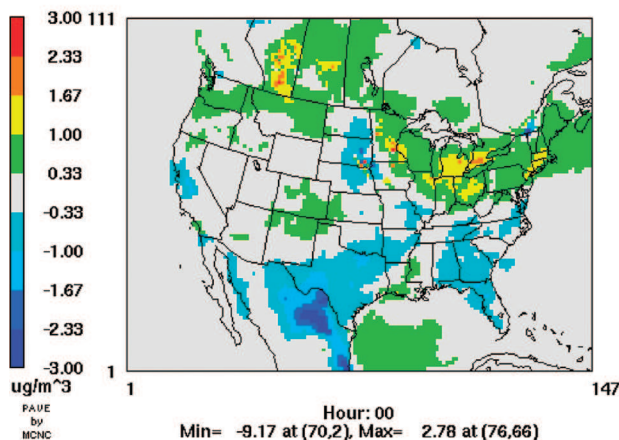 3.00
2.33
1.67
1.00
0.33
-0.33
-1.00
-1.67
-2.33
-3.00
ug/m^3
PAVE
by
MCNC
111
1
1
147
Hour: 00
Min= -9.17 at (70,2), Max= 2.78 at (76,66)